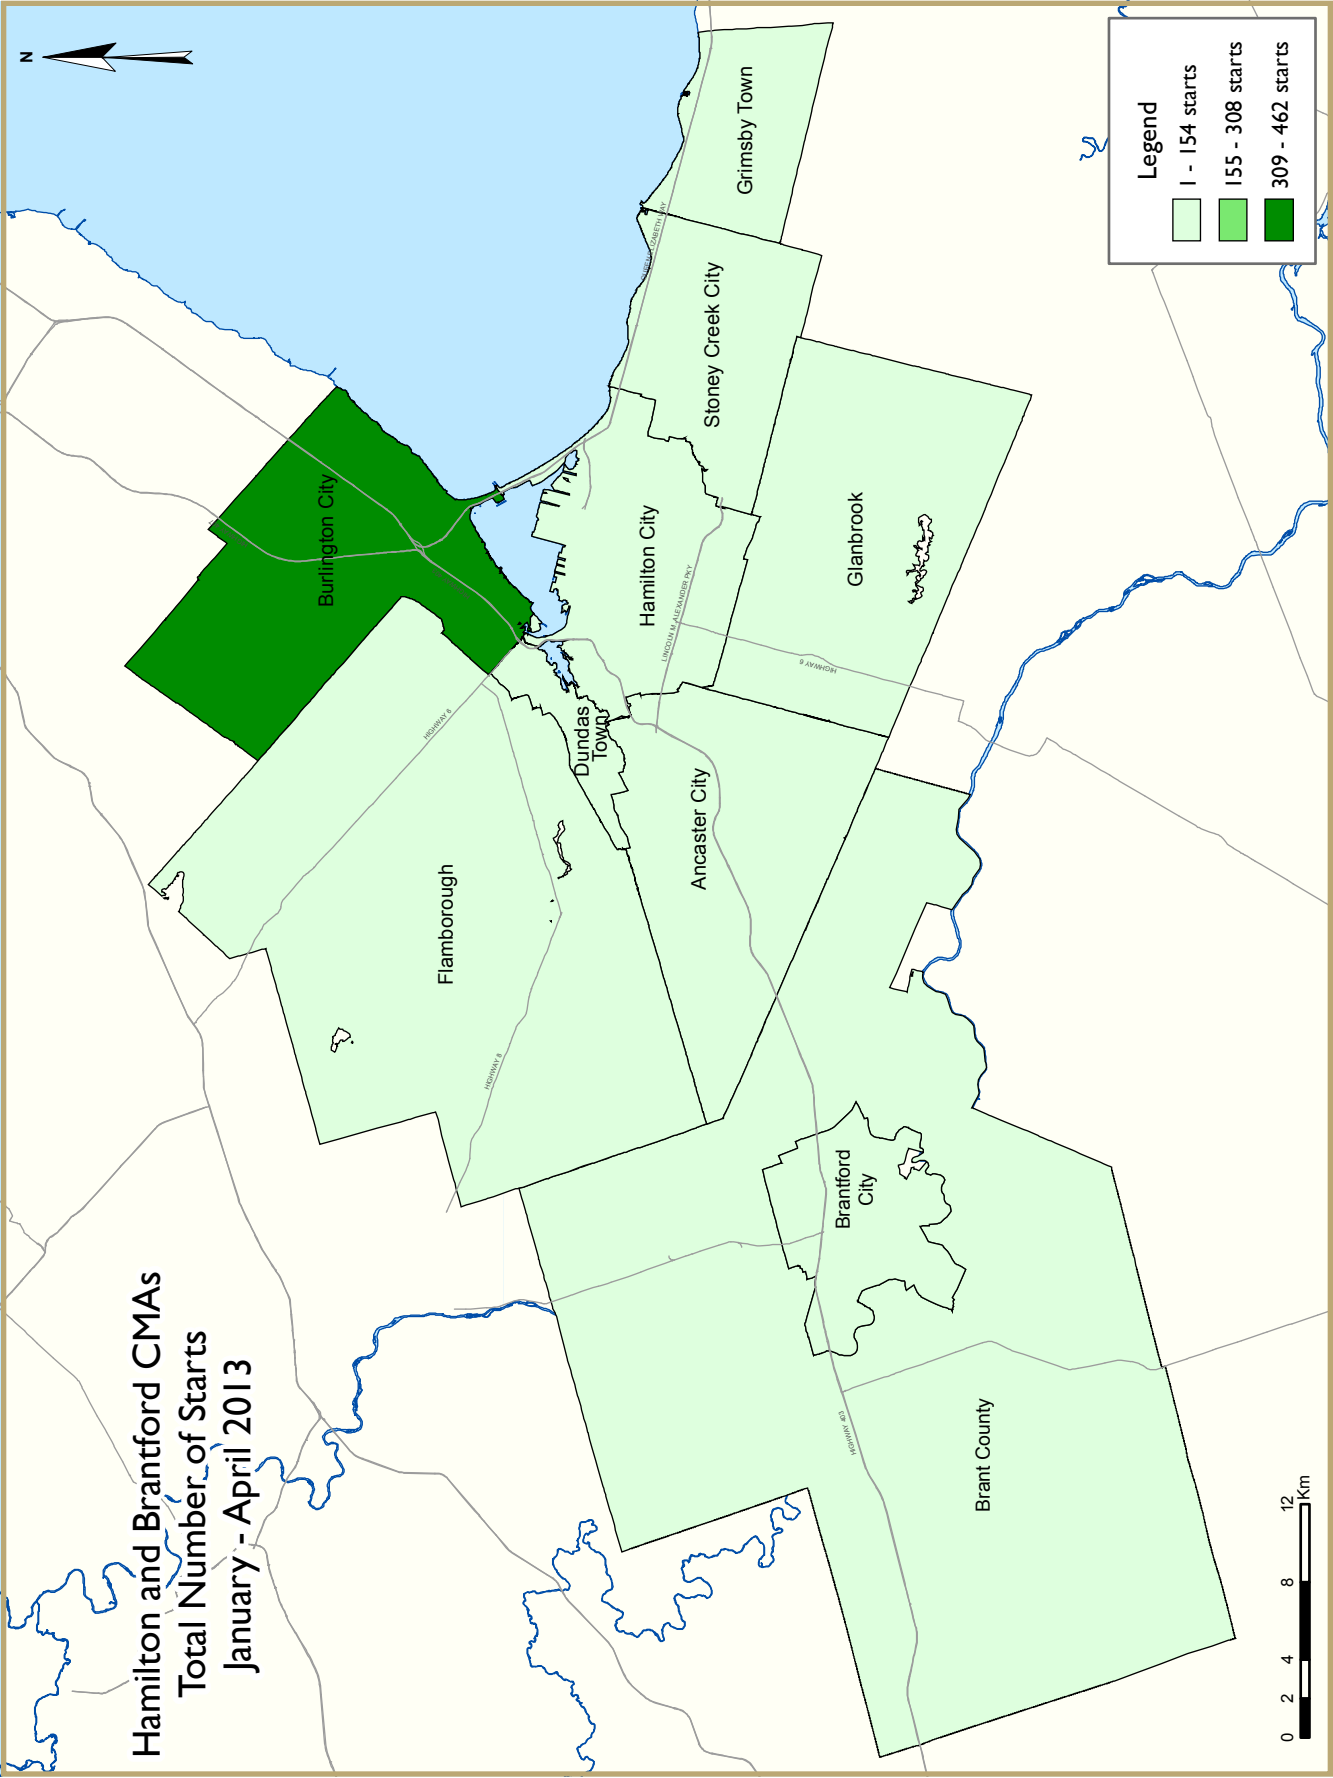 Hamilton and Brantford CMAs
Total Number of Starts
January - April 2013
N
Burlington City
Flamborough
HIGHWAY 6
HIGHWAY 8
Dundas
Town
Hamilton City
LINCOLN M. ALEXANDER PKY
QUEEN ELIZABETH WAY
Stoney Creek City
Grimsby Town
Ancaster City
Glanbrook
HIGHWAY 6
Brantford
City
HIGHWAY 403
Brant County
Legend
1 - 154 starts
155 - 308 starts
309 - 462 starts
0 2 4 8 12
Km